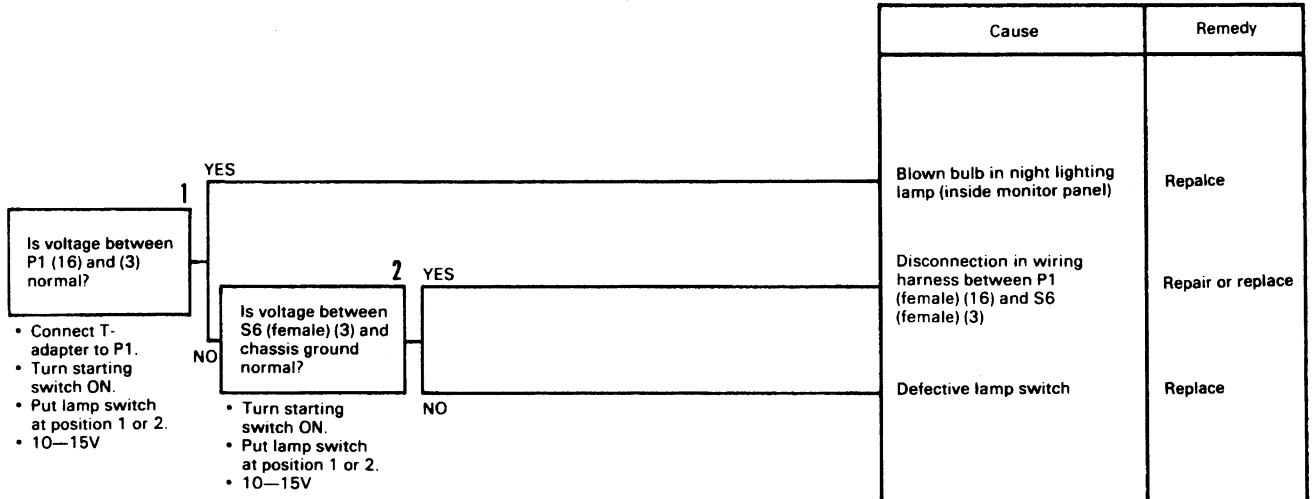 Cause
Remedy
YES
Blown bulb in night lighting
lamp (inside monitor panel)
Repalce
1
Is voltage between
P1 (16) and (3)
normal?
• Connect T-
adapter to P1.
• Turn starting
switch ON.
• Put lamp switch
at position 1 or 2.
• 10—15V
NO
2
Is voltage between
S6 (female) (3) and
chassis ground
normal?
• Turn starting
switch ON.
• Put lamp switch
at position 1 or 2.
• 10—15V
YES
Disconnection in wiring
harness between P1
(female) (16) and S6
(female) (3)
Repair or replace
NO
Defective lamp switch
Replace